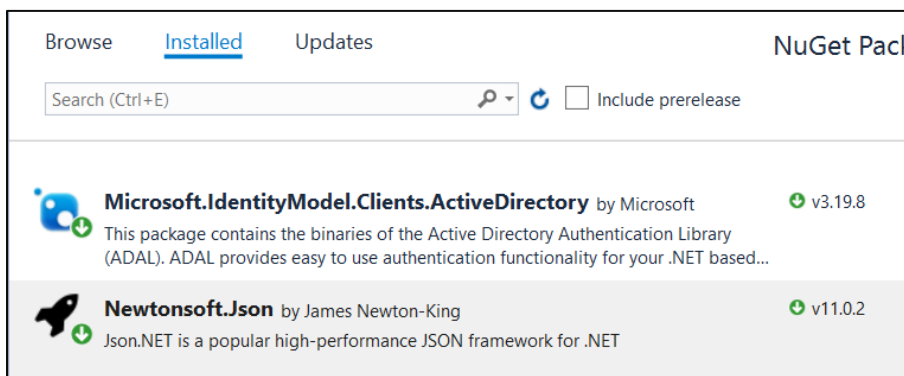 Browse Installed Updates NuGet Pack
Search (Ctrl+E) Include prerelease
Microsoft.IdentityModel.Clients.ActiveDirectory by Microsoft v3.19.8
This package contains the binaries of the Active Directory Authentication Library
(ADAL). ADAL provides easy to use authentication functionality for your .NET based...
Newtonsoft.Json by James Newton-King v11.0.2
Json.NET is a popular high-performance JSON framework for .NET